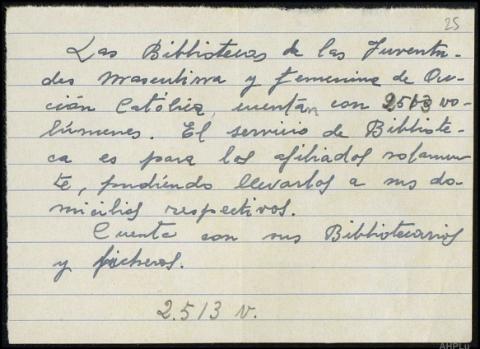 25
Las Bibliotecas de las Juventu-
des masculina y femenina de Ac-
ción Católica, cuentan con 2513 vo-
lúmenes. El servicio de Bibliote-
ca es para los afiliados solamen-
te, pudiendo llevarlos a sus do-
micilios respectivos.
Cuenta con sus Bibliotecarios
y ficheros.
2.513 v.
AHPLU